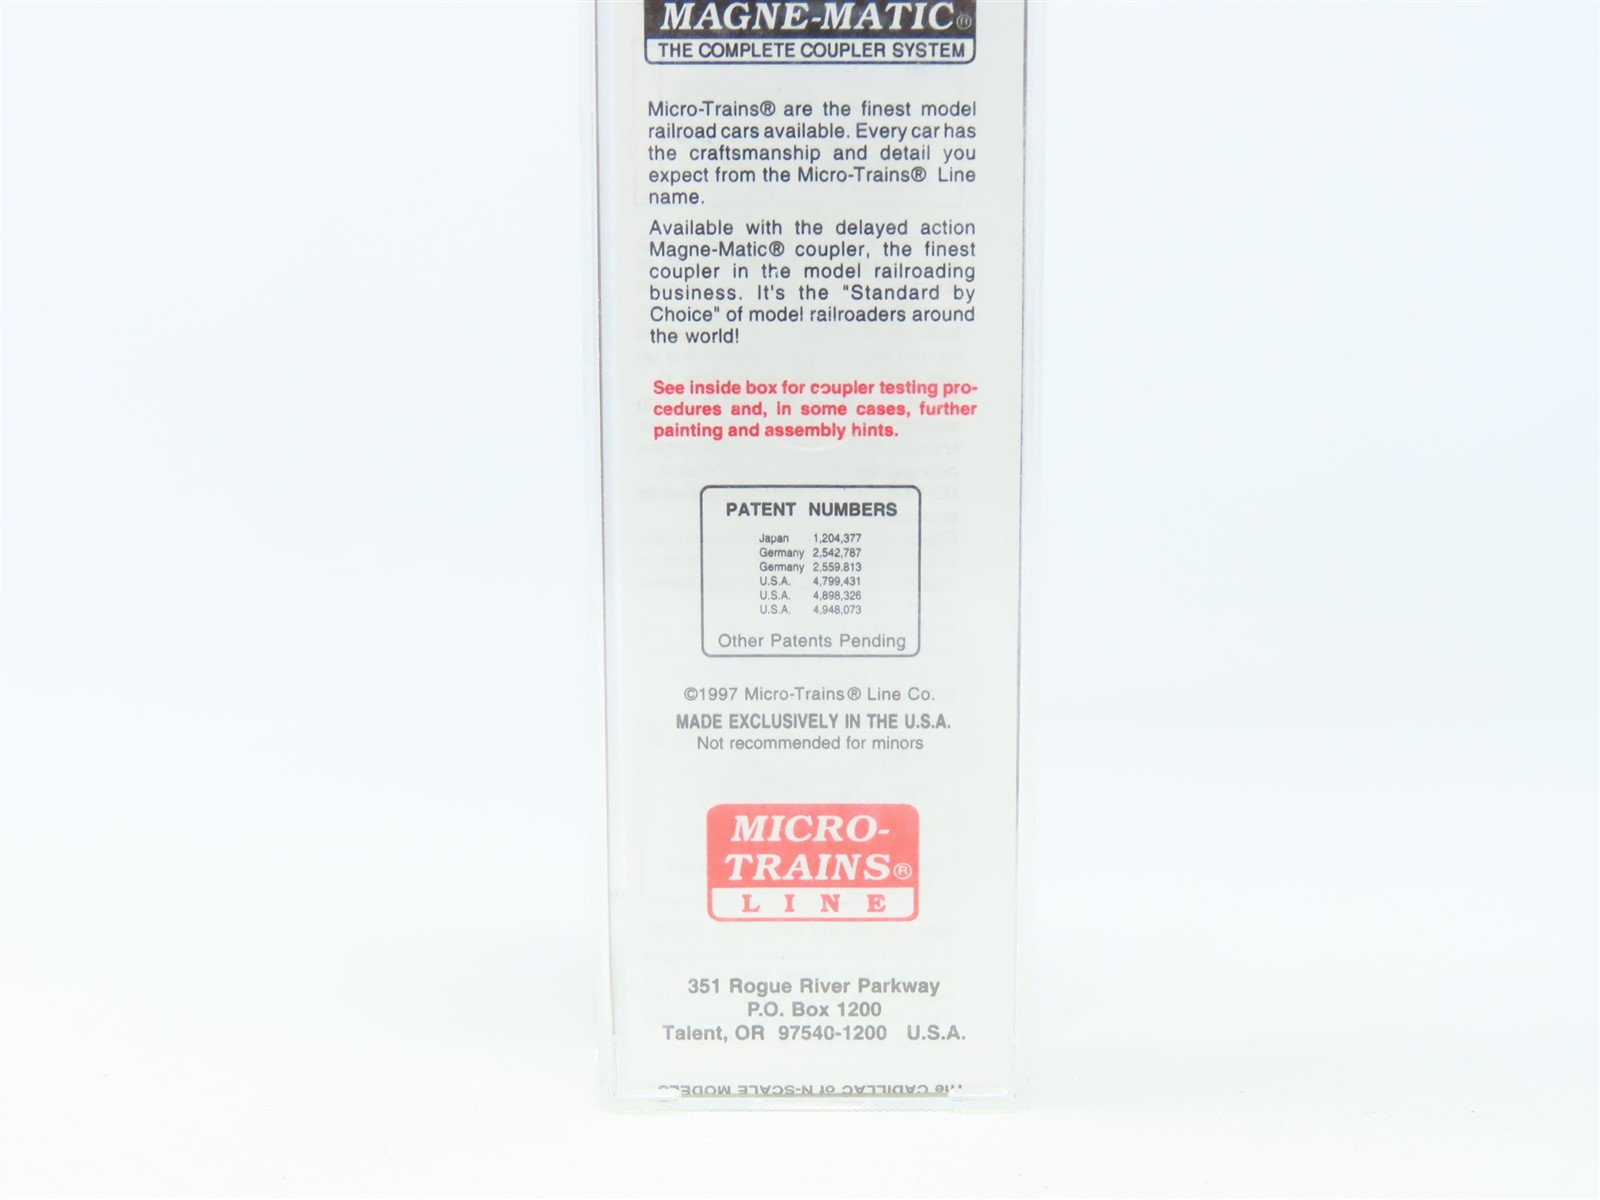 MAGNE-MATIC®
THE COMPLETE COUPLER SYSTEM
Micro-Trains® are the finest model
railroad cars available. Every car has
the craftsmanship and detail you
expect from the Micro-Trains® Line
name.
Available with the delayed action
Magne-Matic® coupler, the finest
coupler in the model railroading
business. It's the "Standard by
Choice" of model railroaders around
the world!
See inside box for coupler testing pro-
cedures and, in some cases, further
painting and assembly hints.
PATENT NUMBERS
Japan 1,204,377
Germany 2,542,787
Germany 2,559,813
U.S.A. 4,799,431
U.S.A. 4,898,326
U.S.A. 4,948,073
Other Patents Pending
©1997 Micro-Trains® Line Co.
MADE EXCLUSIVELY IN THE U.S.A.
Not recommended for minors
MICRO-
TRAINS®
LINE
351 Rogue River Parkway
P.O. Box 1200
Talent, OR 97540-1200 U.S.A.
The CADILLAC of N-SCALE MODELS